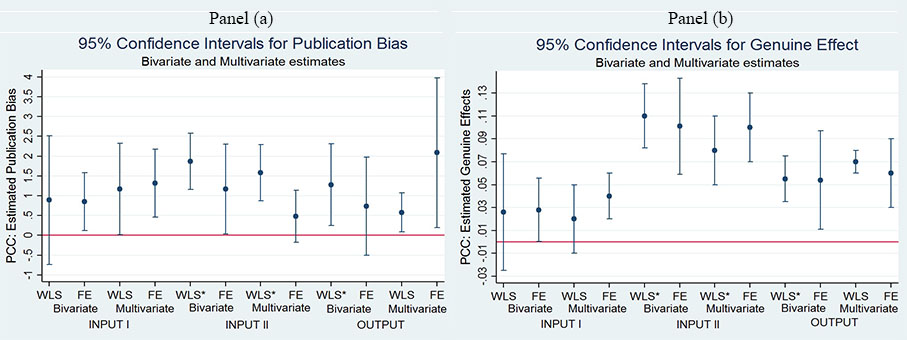 Panel (a)
95% Confidence Intervals for Publication Bias
Bivariate and Multivariate estimates
PCC: Estimated Publication Bias
4
3.5
3
2.5
2
1.5
1
.5
0
-.5
-1
WLS FE WLS FE WLS* FE WLS* FE WLS* FE WLS FE
Bivariate Multivariate Bivariate Multivariate Bivariate Multivariate
INPUT I INPUT II OUTPUT
Panel (b)
95% Confidence Intervals for Genuine Effect
Bivariate and Multivariate estimates
PCC: Estimated Genuine Effects
.13
.11
.09
.07
.05
.03
.01
-.01
-.03
WLS FE WLS FE WLS* FE WLS* FE WLS* FE WLS FE
Bivariate Multivariate Bivariate Multivariate Bivariate Multivariate
INPUT I INPUT II OUTPUT